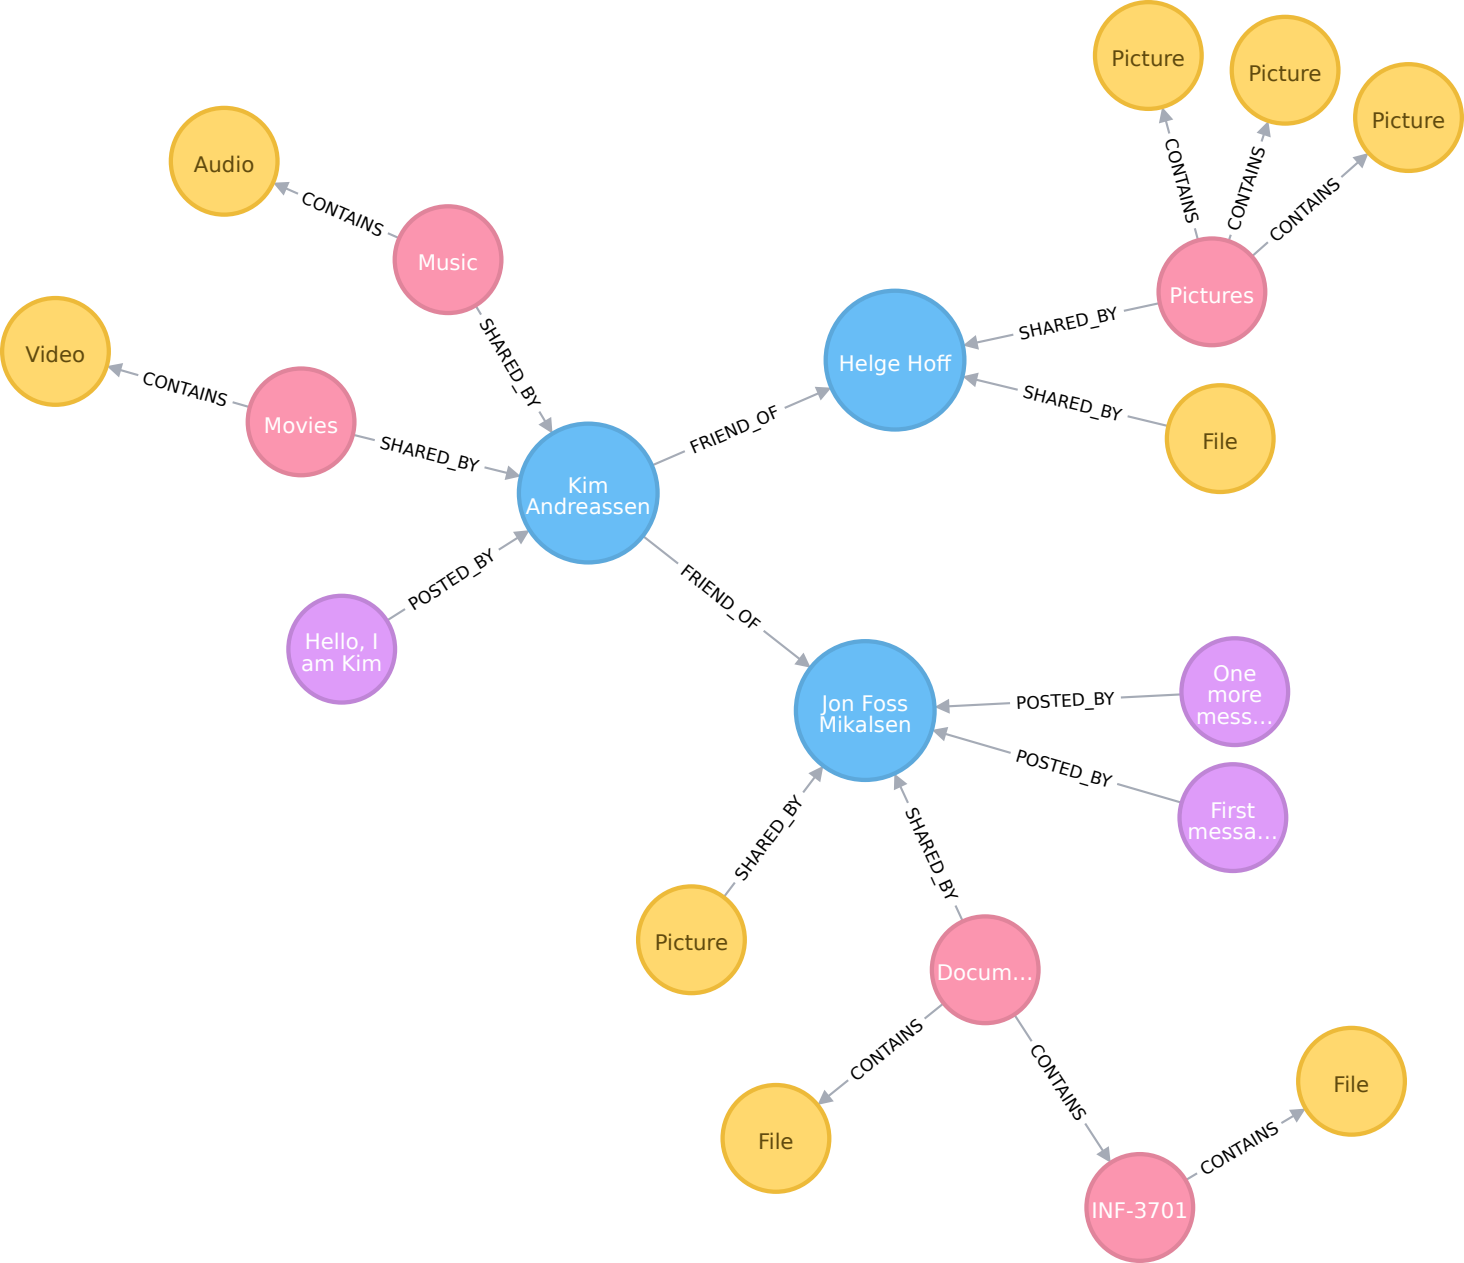 Picture
Picture
Picture
Audio
CONTAINS
CONTAINS
CONTAINS
CONTAINS
Music
Pictures
SHARED_BY
SHARED_BY
Video
CONTAINS
Helge Hoff
Movies
SHARED_BY
FRIEND_OF
SHARED_BY
File
Kim
Andreassen
POSTED_BY
FRIEND_OF
Hello, I
am Kim
Jon Foss
Mikalsen
POSTED_BY
One
more
mess…
POSTED_BY
First
messa…
SHARED_BY
SHARED_BY
Picture
Docum…
CONTAINS
CONTAINS
File
File
CONTAINS
INF-3701